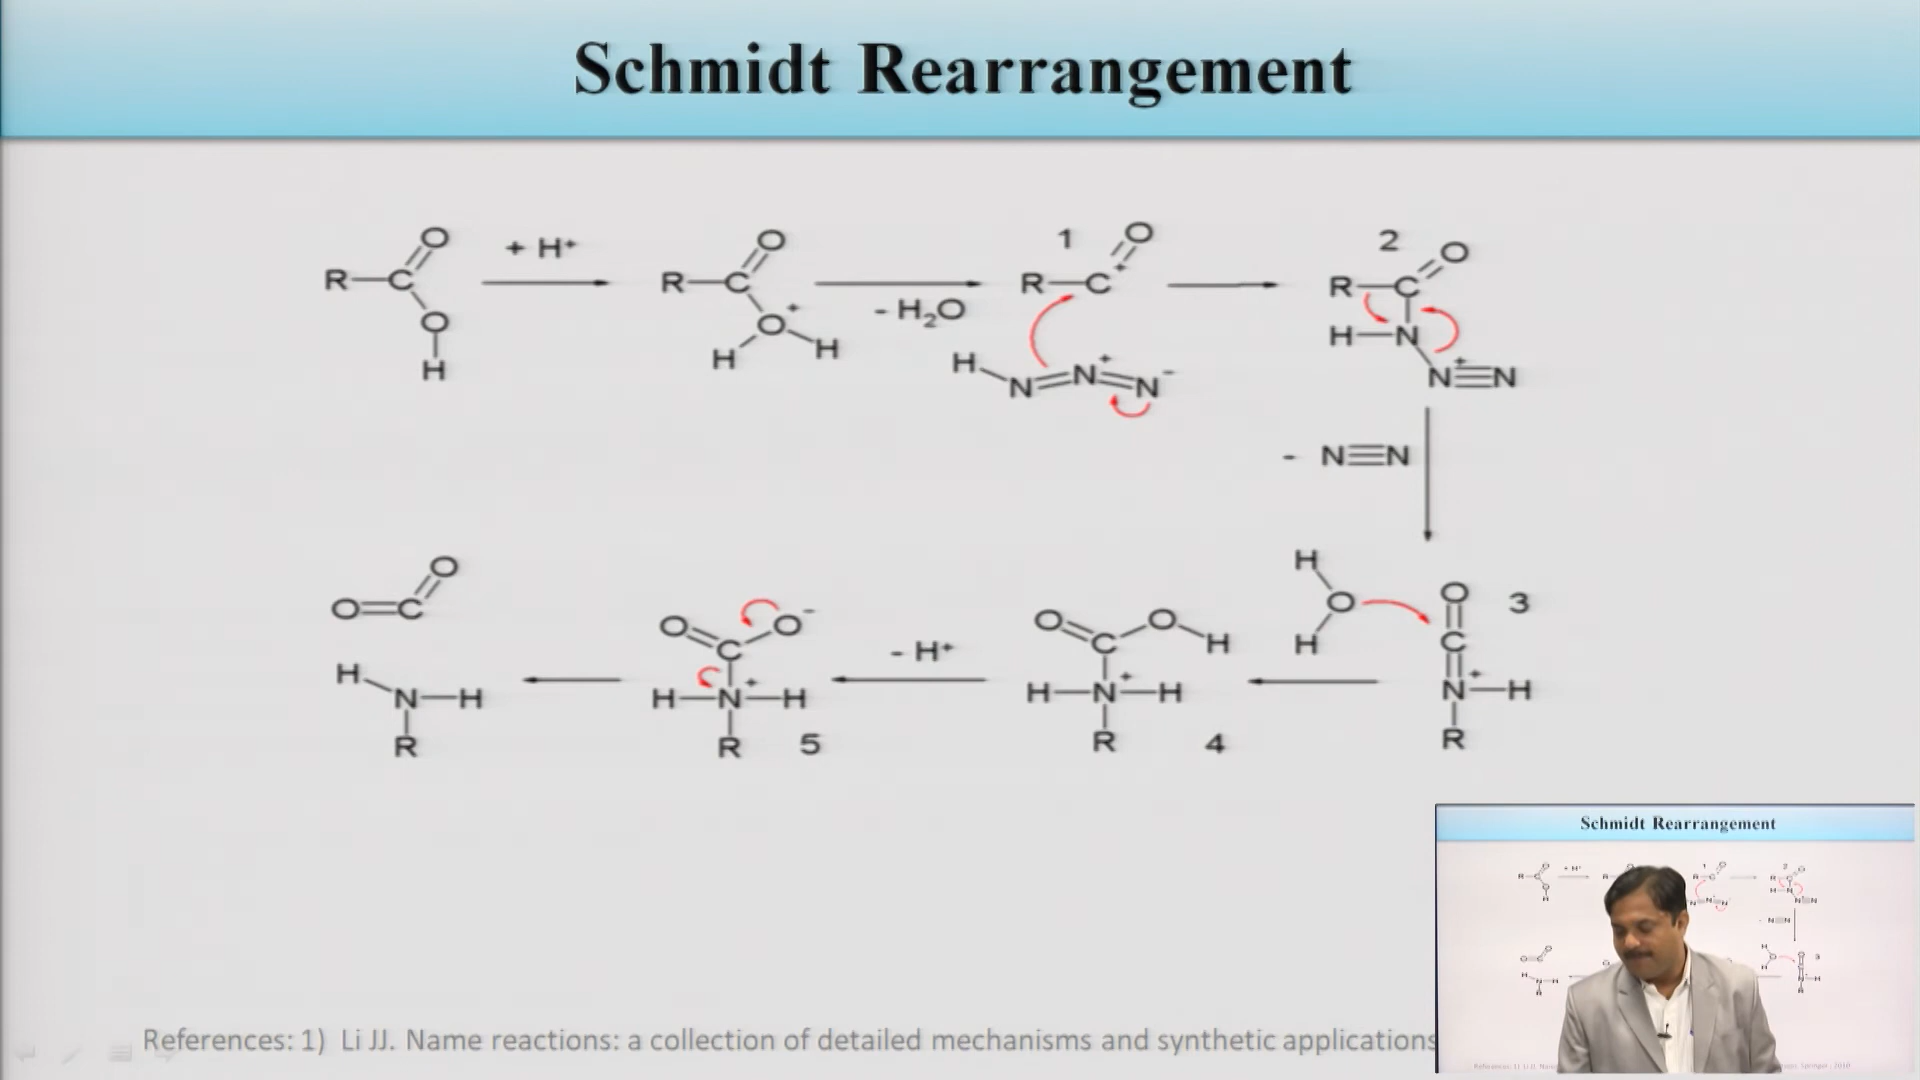 Schmidt Rearrangement
+ H⁺
- H₂O
1
2
R—C
O
O
H
R—C
O
O⁺
H
H
R—C⁺
O
H
N=N⁺=N⁻
R—C
O
H—N
N⁺≡N
- N≡N
O=C
O
H
N—H
R
O
C
O⁻
H—N⁺—H
R
5
- H⁺
O
C
O
H
H—N⁺—H
R
4
H
O
H
O
C
N⁺—H
R
3
References: 1) Li JJ. Name reactions: a collection of detailed mechanisms and synthetic applications
Schmidt Rearrangement